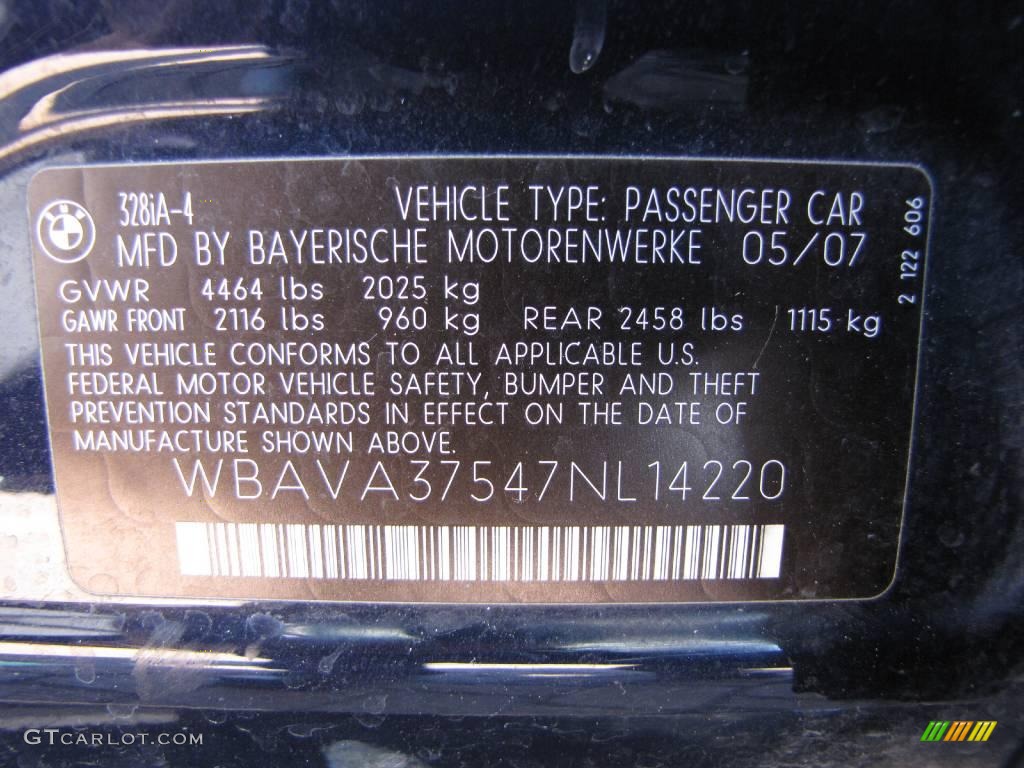 328iA-4 VEHICLE TYPE: PASSENGER CAR
MFD BY BAYERISCHE MOTORENWERKE 05/07
GVWR 4464 lbs 2025 kg
GAWR FRONT 2116 lbs 960 kg REAR 2458 lbs 1115 kg
THIS VEHICLE CONFORMS TO ALL APPLICABLE U.S.
FEDERAL MOTOR VEHICLE SAFETY, BUMPER AND THEFT
PREVENTION STANDARDS IN EFFECT ON THE DATE OF
MANUFACTURE SHOWN ABOVE.
WBAVA37547NL14220
2 122 606
GTCARLOT.COM